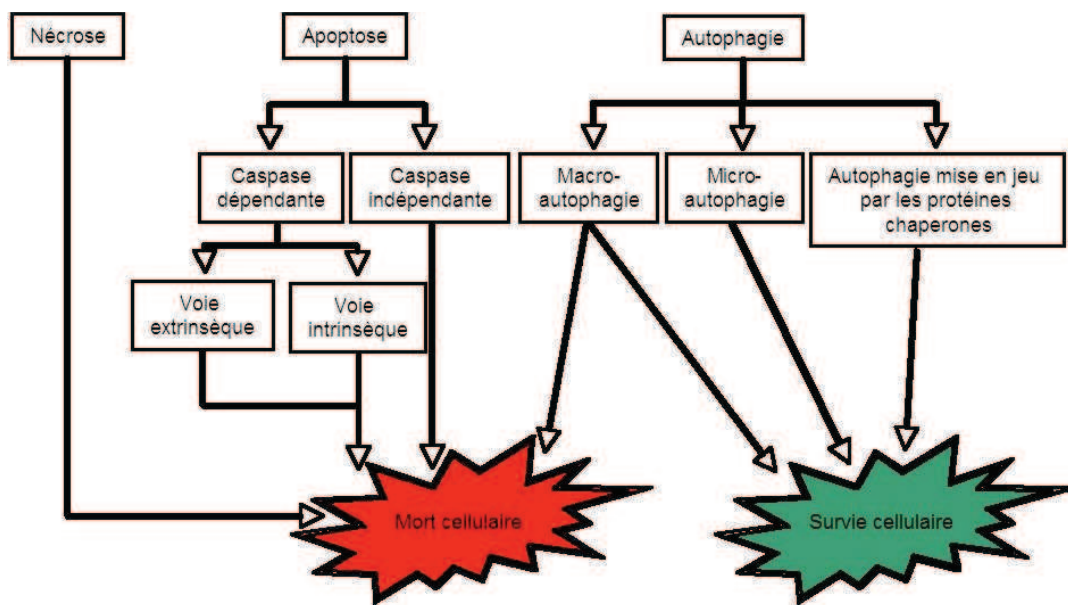 Nécrose
Apoptose
Autophagie
Caspase
dépendante
Caspase
indépendante
Macro-
autophagie
Micro-
autophagie
Autophagie mise en jeu
par les protéines
chaperones
Voie
extrinsèque
Voie
intrinsèque
Mort cellulaire
Survie cellulaire